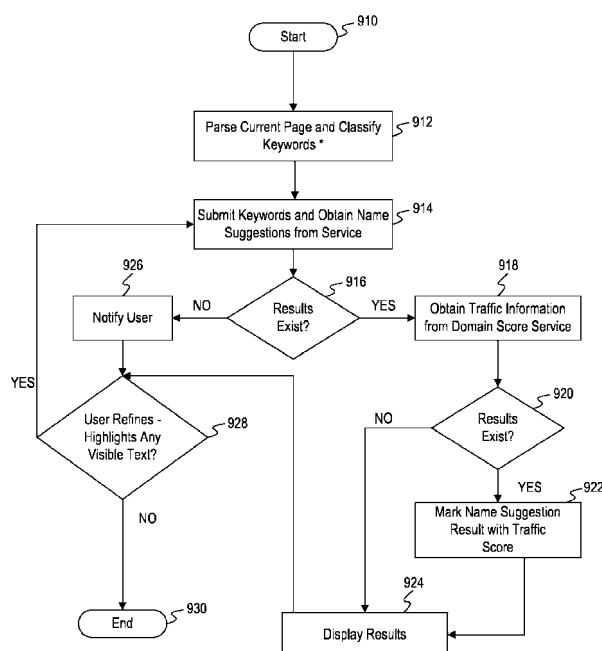 910
Start
Parse Current Page and Classify
Keywords *
912
Submit Keywords and Obtain Name
Suggestions from Service
914
926
916
918
Notify User
NO
Results
Exist?
YES
Obtain Traffic Information
from Domain Score Service
YES
User Refines -
Highlights Any
Visible Text?
928
NO
Results
Exist?
920
YES
922
Mark Name Suggestion
Result with Traffic
Score
NO
924
End
930
Display Results